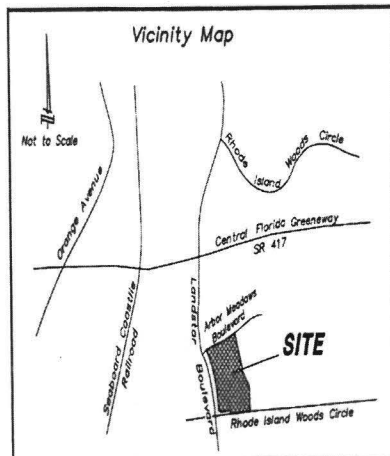 Vicinity Map
N
Not to Scale
Orange Avenue
Seaboard Coastlie
Railroad
Rhode Island Woods Circle
Central Florida Greeneway
SR 417
Landstar Boulevard
Arbor Meadows
Boulevard
SITE
Rhode Island Woods Circle